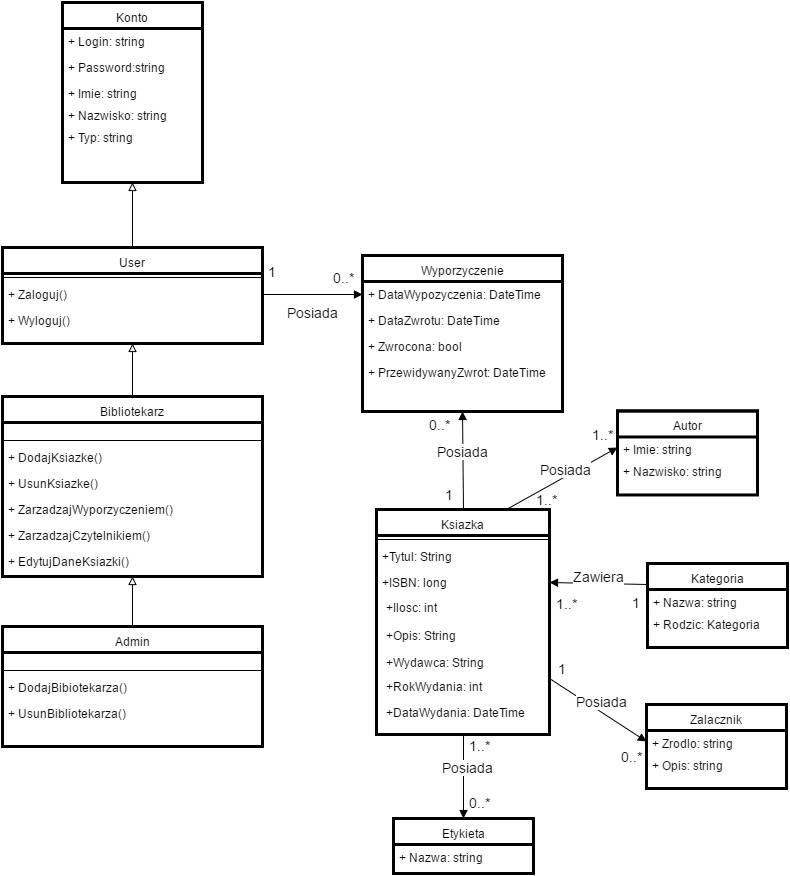 Konto
+ Login: string
+ Password:string
+ Imie: string
+ Nazwisko: string
+ Typ: string
User
+ Zaloguj()
+ Wyloguj()
1
0..*
Posiada
Wyporzyczenie
+ DataWypozyczenia: DateTime
+ DataZwrotu: DateTime
+ Zwrocona: bool
+ PrzewidywanyZwrot: DateTime
Bibliotekarz
+ DodajKsiazke()
+ UsunKsiazke()
+ ZarzadzajWyporzyczeniem()
+ ZarzadzajCzytelnikiem()
+ EdytujDaneKsiazki()
0..*
Posiada
1
1..*
Posiada
1..*
Autor
+ Imie: string
+ Nazwisko: string
Ksiazka
+Tytul: String
+ISBN: long
+Ilosc: int
+Opis: String
+Wydawca: String
+RokWydania: int
+DataWydania: DateTime
Zawiera
1..*
1
Kategoria
+ Nazwa: string
+ Rodzic: Kategoria
Admin
+ DodajBibiotekarza()
+ UsunBibliotekarza()
1
Posiada
0..*
Zalacznik
+ Zrodlo: string
+ Opis: string
1..*
Posiada
0..*
Etykieta
+ Nazwa: string